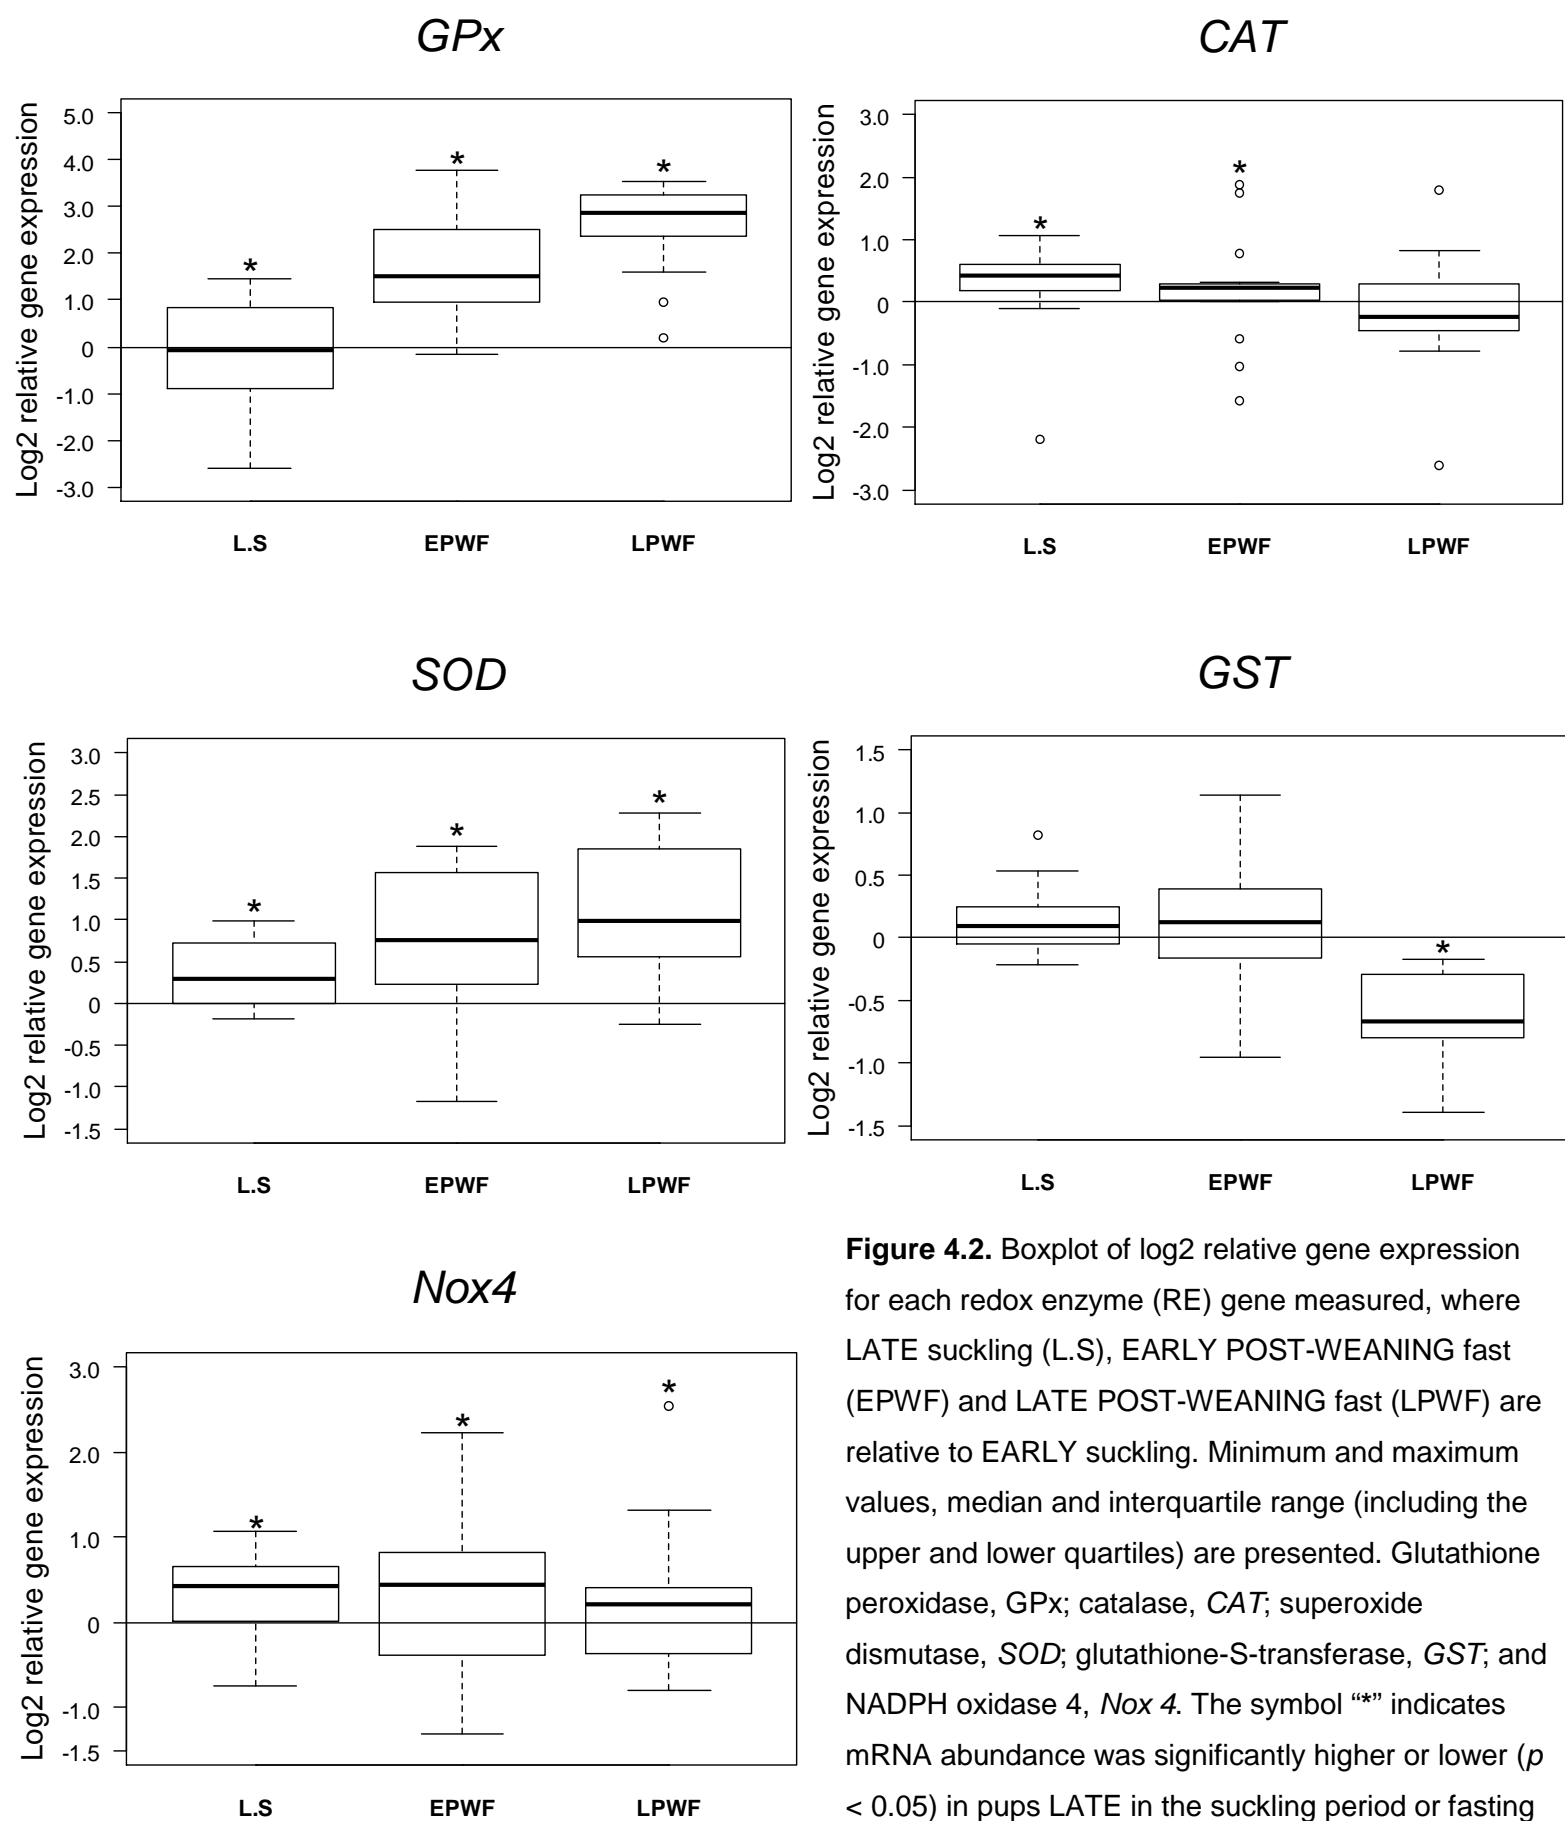 GPx
Log2 relative gene expression
5.0
4.0
3.0
2.0
1.0
0
-1.0
-2.0
-3.0
*
*
*
L.S EPWF LPWF
CAT
Log2 relative gene expression
3.0
2.0
1.0
0
-1.0
-2.0
-3.0
*
*
L.S EPWF LPWF
SOD
Log2 relative gene expression
3.0
2.5
2.0
1.5
1.0
0.5
0
-0.5
-1.0
-1.5
*
*
*
L.S EPWF LPWF
GST
Log2 relative gene expression
1.5
1.0
0.5
0
-0.5
-1.0
-1.5
*
L.S EPWF LPWF
Nox4
Log2 relative gene expression
3.0
2.0
1.0
0
-1.0
-1.5
*
*
*
L.S EPWF LPWF
Figure 4.2. Boxplot of log2 relative gene expression
for each redox enzyme (RE) gene measured, where
LATE suckling (L.S), EARLY POST-WEANING fast
(EPWF) and LATE POST-WEANING fast (LPWF) are
relative to EARLY suckling. Minimum and maximum
values, median and interquartile range (including the
upper and lower quartiles) are presented. Glutathione
peroxidase, GPx; catalase, CAT; superoxide
dismutase, SOD; glutathione-S-transferase, GST; and
NADPH oxidase 4, Nox 4. The symbol “*” indicates
mRNA abundance was significantly higher or lower (p
< 0.05) in pups LATE in the suckling period or fasting